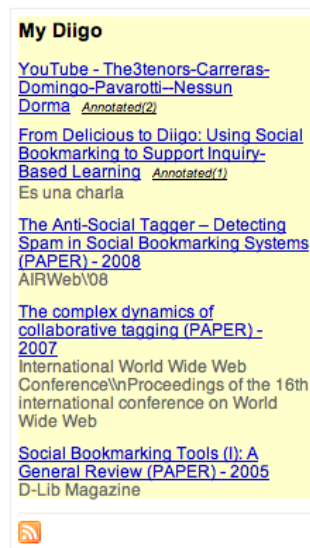 My Diigo
YouTube - The3tenors-Carreras-
Domingo-Pavarotti--Nessun
Dorma Annotated(2)
From Delicious to Diigo: Using Social
Bookmarking to Support Inquiry-
Based Learning Annotated(1)
Es una charla
The Anti-Social Tagger – Detecting
Spam in Social Bookmarking Systems
(PAPER) - 2008
AIRWeb\'08
The complex dynamics of
collaborative tagging (PAPER) -
2007
International World Wide Web
Conference\\nProceedings of the 16th
international conference on World
Wide Web
Social Bookmarking Tools (I): A
General Review (PAPER) - 2005
D-Lib Magazine